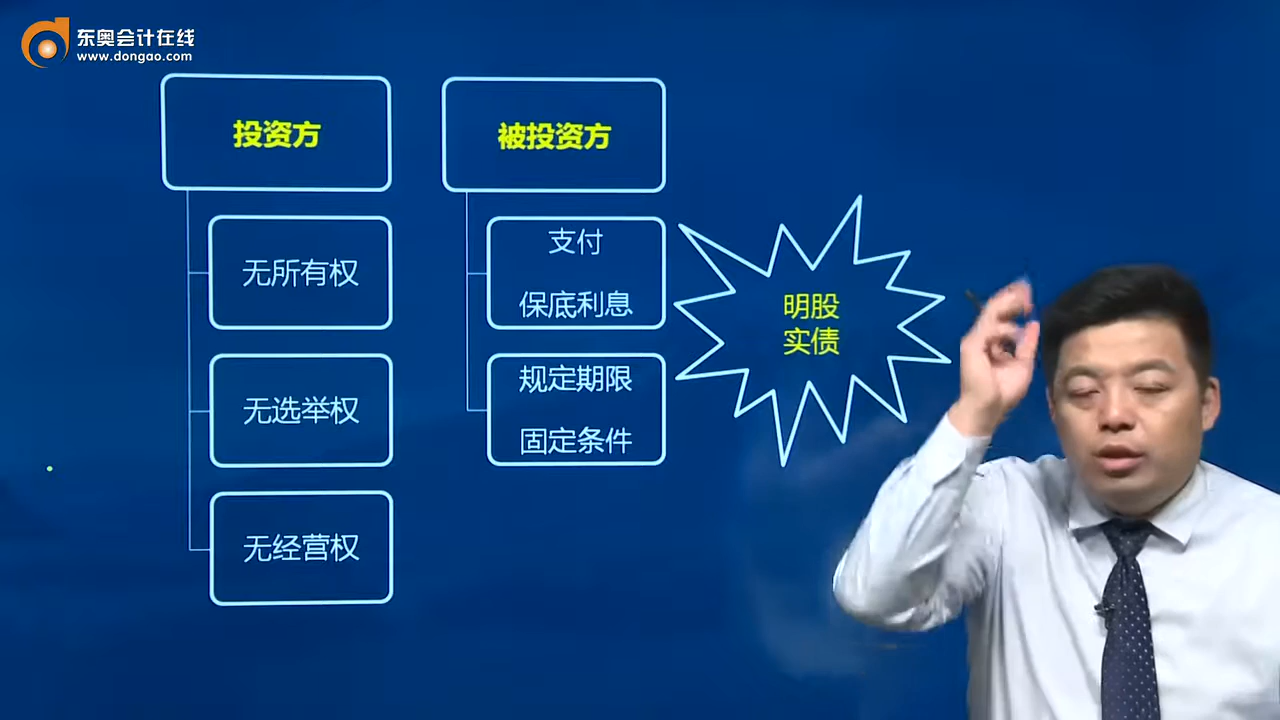 东奥会计在线
www.dongao.com
投资方
无所有权
无选举权
无经营权
被投资方
支付
保底利息
规定期限
固定条件
明股
实债